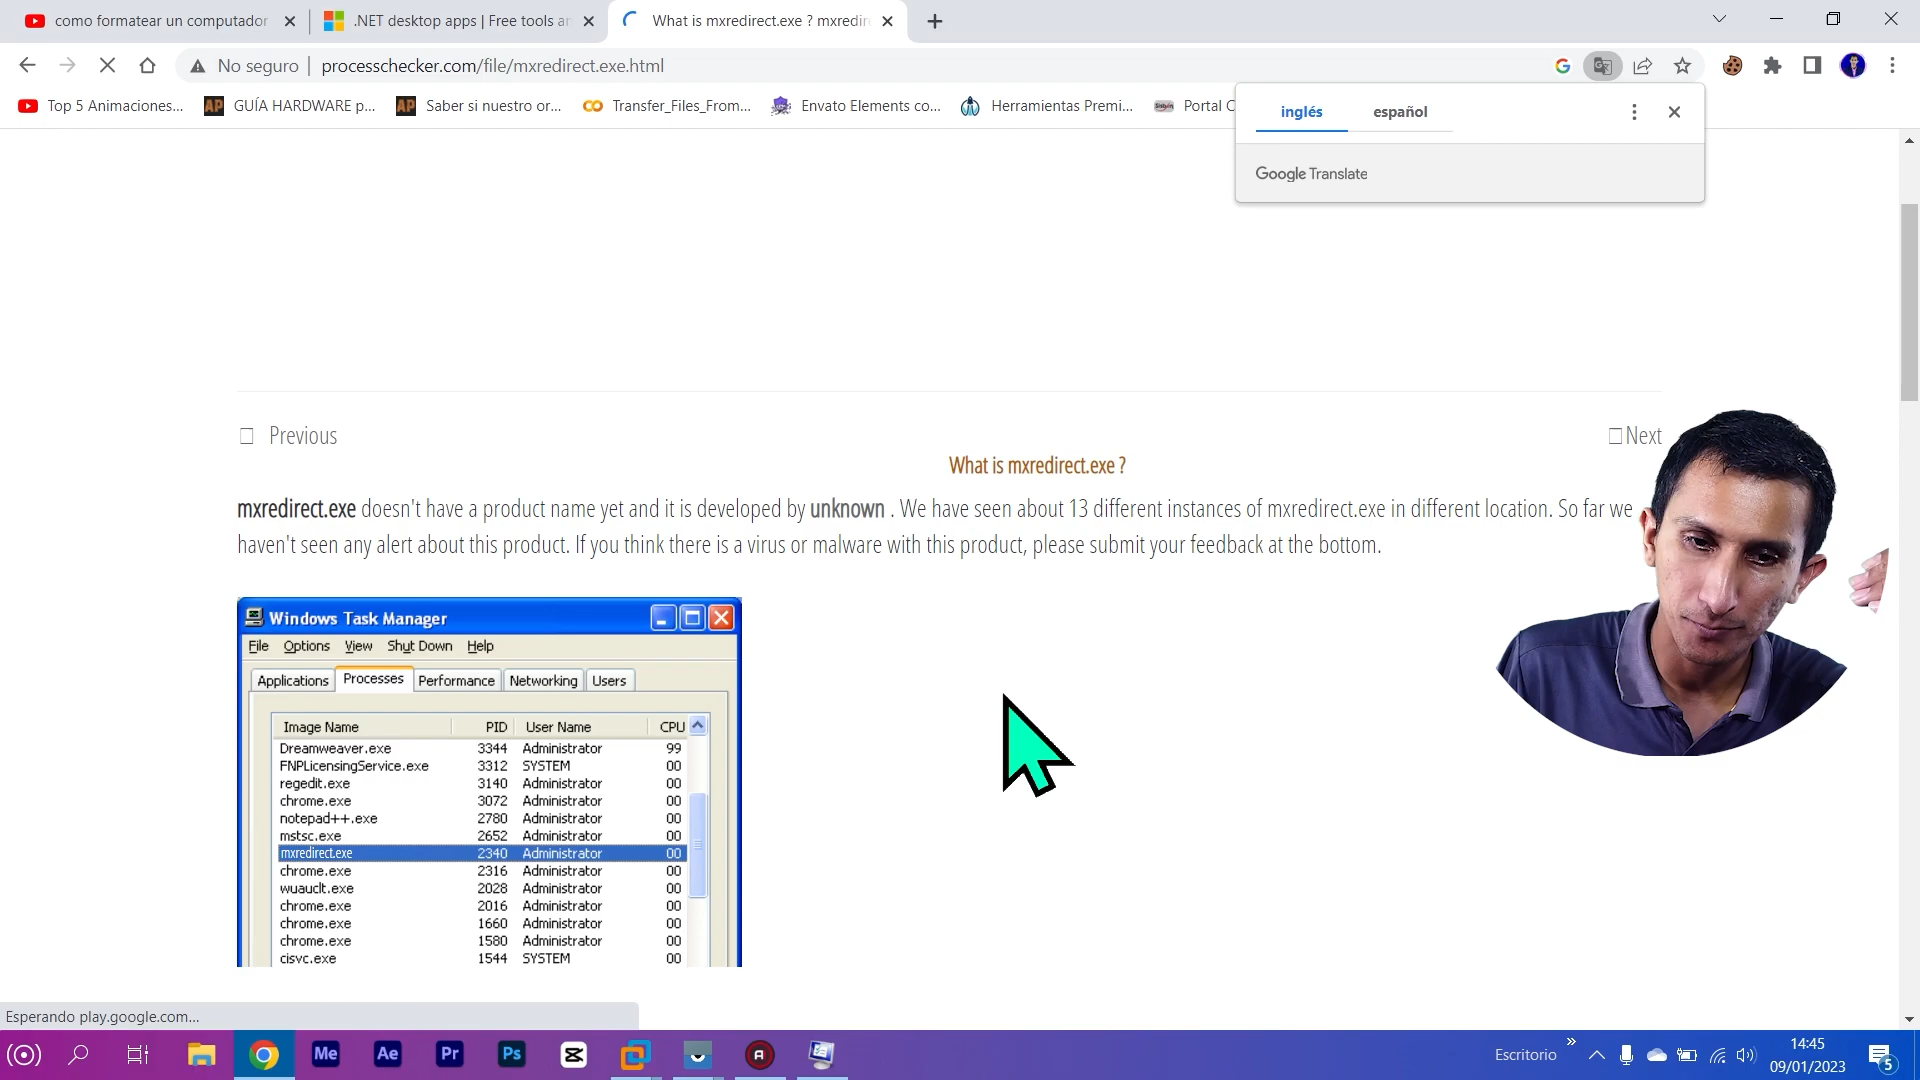 como formatear un computador
.NET desktop apps | Free tools an
What is mxredirect.exe ? mxredire
No seguro | processchecker.com/file/mxredirect.exe.html
Top 5 Animaciones...
AP GUÍA HARDWARE p...
AP Saber si nuestro or...
Transfer_Files_From...
Envato Elements co...
Herramientas Premi...
Portal C
inglés
español
Google Translate
Previous
Next
What is mxredirect.exe ?
mxredirect.exe doesn't have a product name yet and it is developed by unknown . We have seen about 13 different instances of mxredirect.exe in different location. So far we
haven't seen any alert about this product. If you think there is a virus or malware with this product, please submit your feedback at the bottom.
Windows Task Manager
File Options View Shut Down Help
Applications Processes Performance Networking Users
Image Name PID User Name CPU
Dreamweaver.exe 3344 Administrator 99
FNPLicensingService.exe 3312 SYSTEM 00
regedit.exe 3140 Administrator 00
chrome.exe 3072 Administrator 00
notepad++.exe 2780 Administrator 00
mstsc.exe 2652 Administrator 00
mxredirect.exe 2340 Administrator 00
chrome.exe 2316 Administrator 00
wuauclt.exe 2028 Administrator 00
chrome.exe 2016 Administrator 00
chrome.exe 1660 Administrator 00
chrome.exe 1580 Administrator 00
cisvc.exe 1544 SYSTEM 00
Esperando play.google.com...
Me
Ae
Pr
Ps
Escritorio
14:45
09/01/2023
5